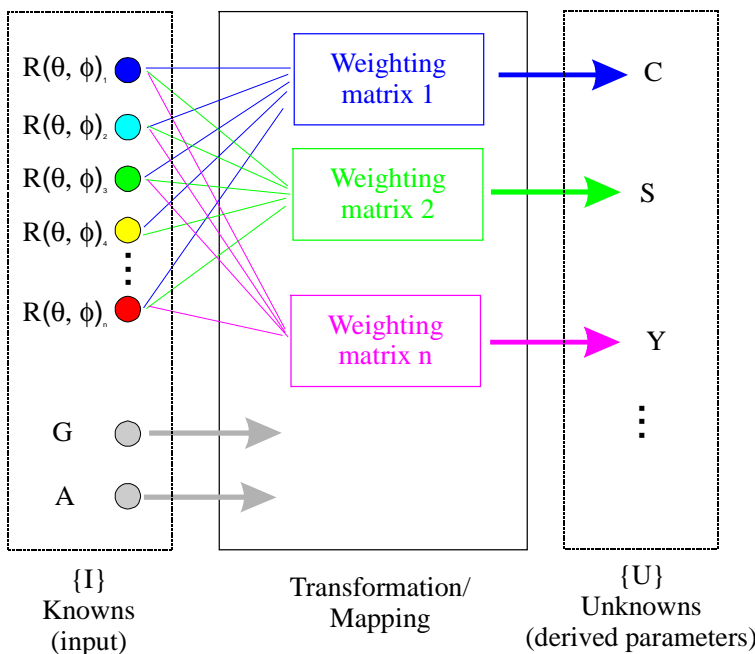 R(θ, ϕ)₁
R(θ, ϕ)₂
R(θ, ϕ)₃
R(θ, ϕ)₄
R(θ, ϕ)ₙ
G
A
{I}
Knowns
(input)
Weighting
matrix 1
Weighting
matrix 2
Weighting
matrix n
Transformation/
Mapping
C
S
Y
{U}
Unknowns
(derived parameters)